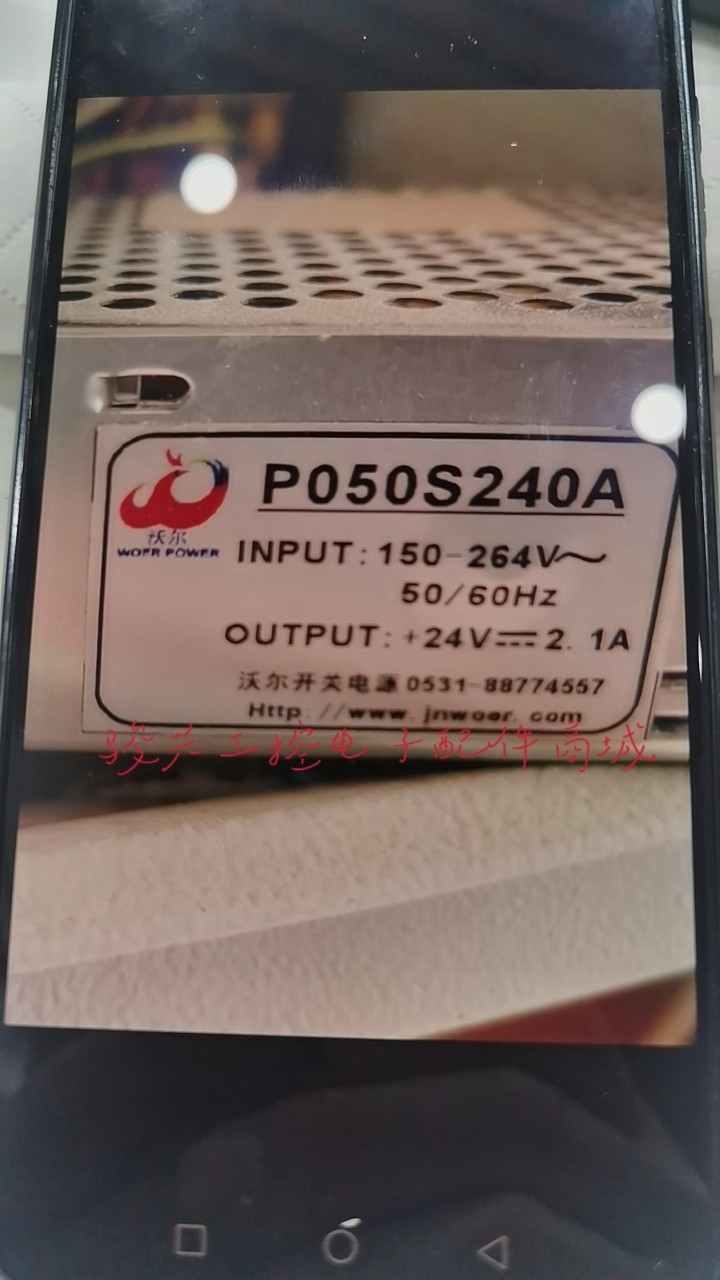 P050S240A
沃尔
WOER POWER
INPUT: 150-264V～
50/60Hz
OUTPUT: +24V⎓2.1A
沃尔开关电源 0531-88774557
Http://www.jnwoer.com
骏兴工控电子配件商城